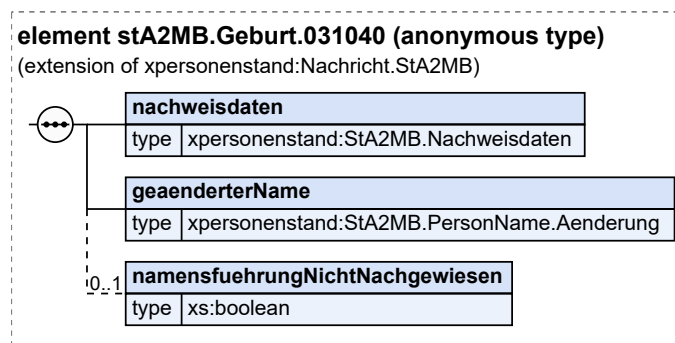 element stA2MB.Geburt.031040 (anonymous type)
(extension of xpersonenstand:Nachricht.StA2MB)
nachweisdaten
type xpersonenstand:StA2MB.Nachweisdaten
geaenderterName
type xpersonenstand:StA2MB.PersonName.Aenderung
0..1 namensfuehrungNichtNachgewiesen
type xs:boolean